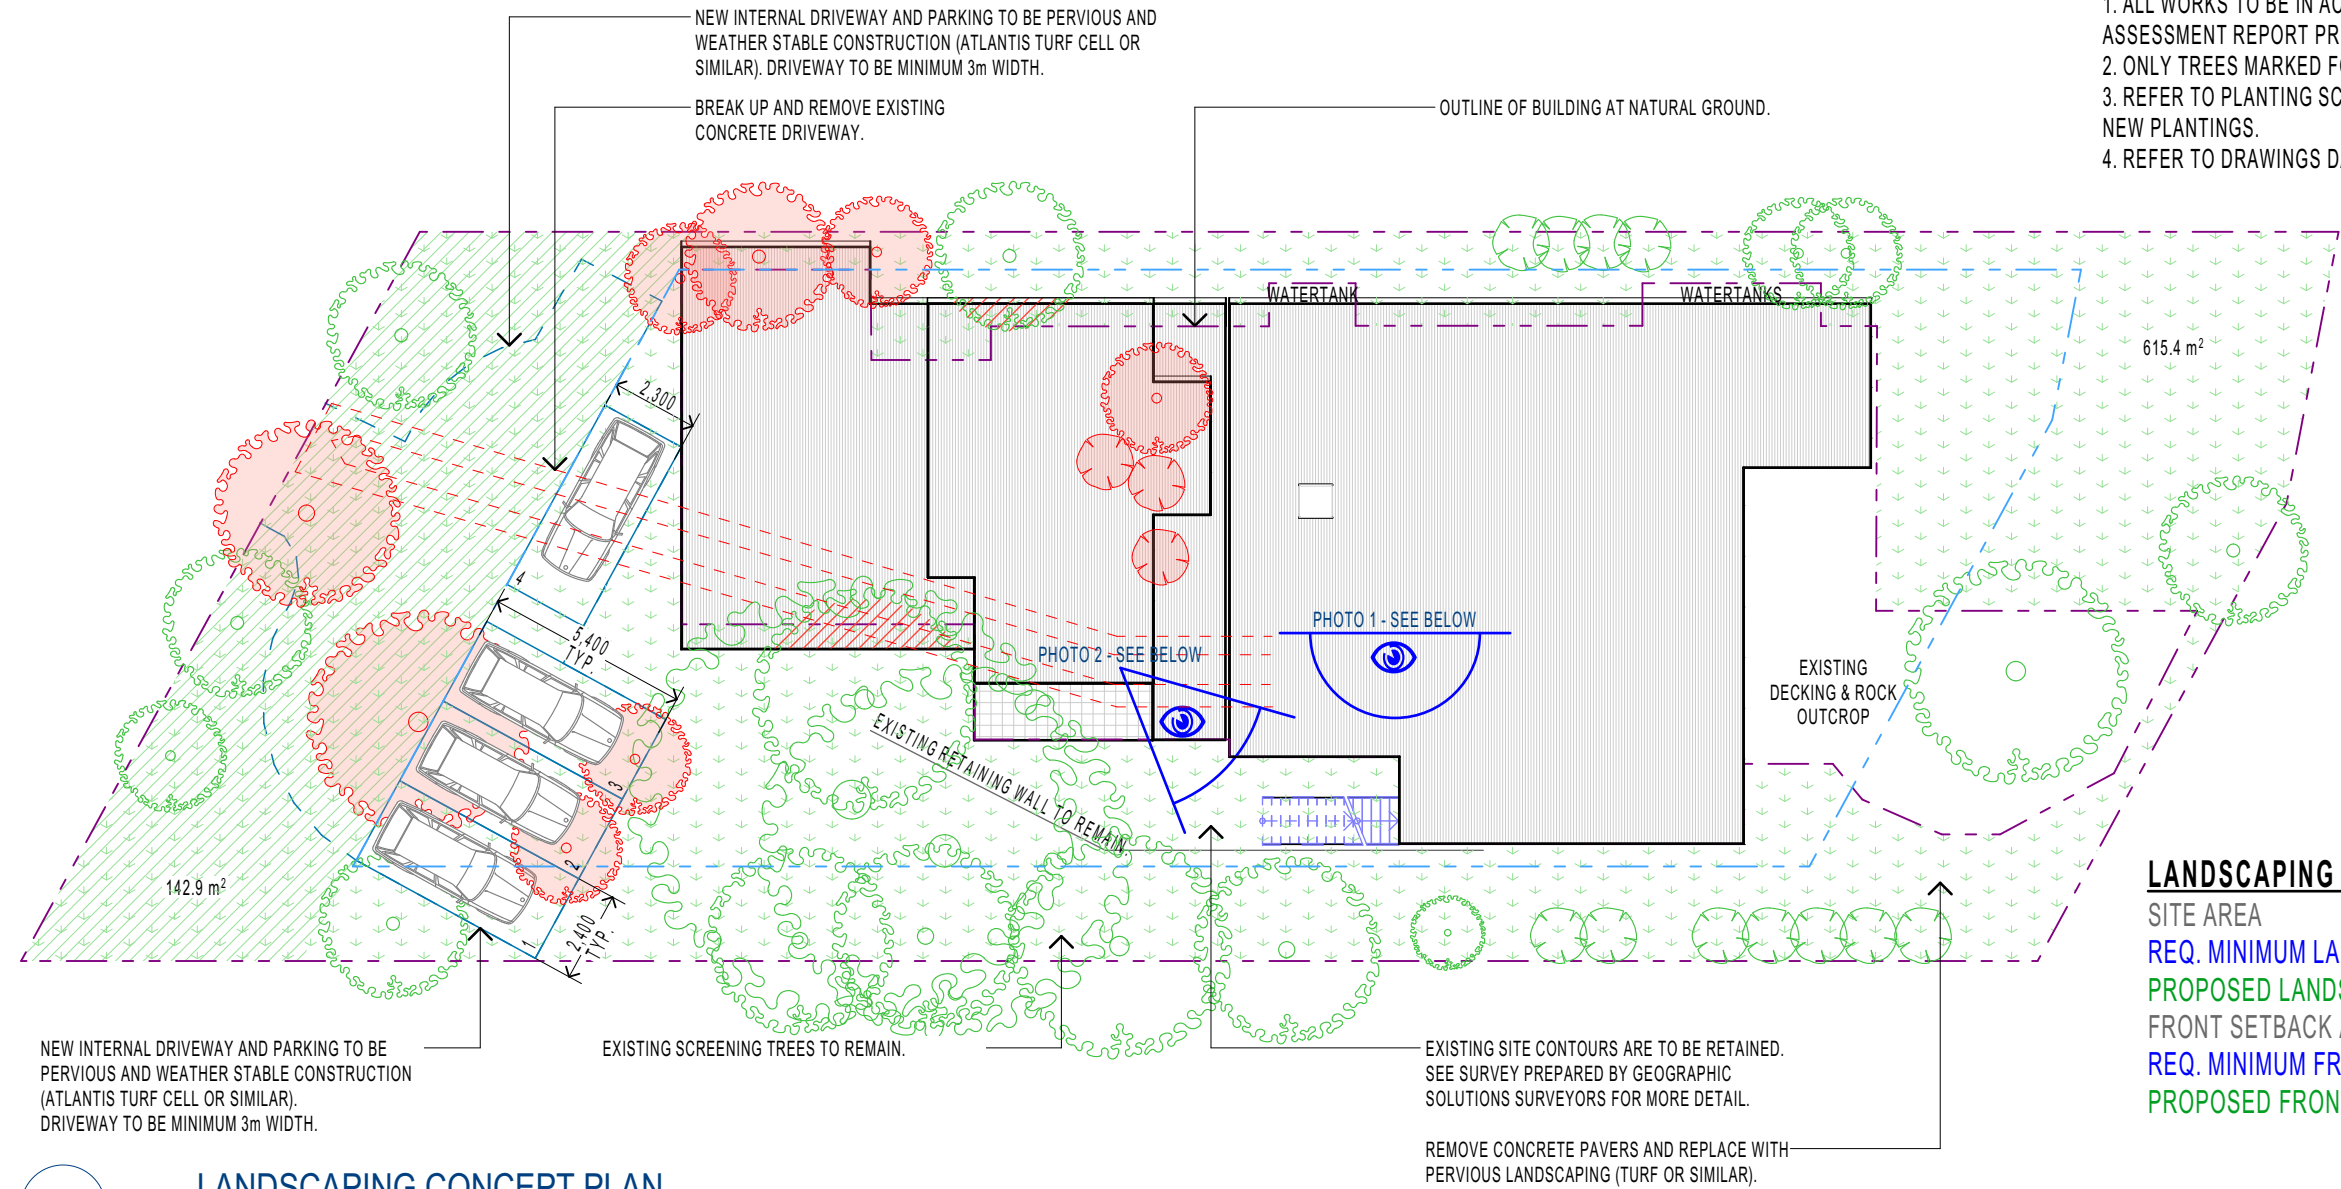 NEW INTERNAL DRIVEWAY AND PARKING TO BE PERVIOUS AND
WEATHER STABLE CONSTRUCTION (ATLANTIS TURF CELL OR
SIMILAR). DRIVEWAY TO BE MINIMUM 3m WIDTH.
BREAK UP AND REMOVE EXISTING
CONCRETE DRIVEWAY.
OUTLINE OF BUILDING AT NATURAL GROUND.
1. ALL WORKS TO BE IN AC
ASSESSMENT REPORT PR
2. ONLY TREES MARKED F
3. REFER TO PLANTING SC
NEW PLANTINGS.
4. REFER TO DRAWINGS DA
WATERTANK
WATERTANKS
615.4 m²
2,300
4
5,400
TYP.
PHOTO 1 - SEE BELOW
PHOTO 2 - SEE BELOW
EXISTING
DECKING & ROCK
OUTCROP
EXISTING RETAINING WALL TO REMAIN.
3
2
1
2,400
TYP.
142.9 m²
LANDSCAPING
SITE AREA
REQ. MINIMUM LA
PROPOSED LANDS
FRONT SETBACK A
REQ. MINIMUM FR
PROPOSED FRON
NEW INTERNAL DRIVEWAY AND PARKING TO BE
PERVIOUS AND WEATHER STABLE CONSTRUCTION
(ATLANTIS TURF CELL OR SIMILAR).
DRIVEWAY TO BE MINIMUM 3m WIDTH.
EXISTING SCREENING TREES TO REMAIN.
EXISTING SITE CONTOURS ARE TO BE RETAINED.
SEE SURVEY PREPARED BY GEOGRAPHIC
SOLUTIONS SURVEYORS FOR MORE DETAIL.
REMOVE CONCRETE PAVERS AND REPLACE WITH
PERVIOUS LANDSCAPING (TURF OR SIMILAR).
LANDSCAPING CONCEPT PLAN